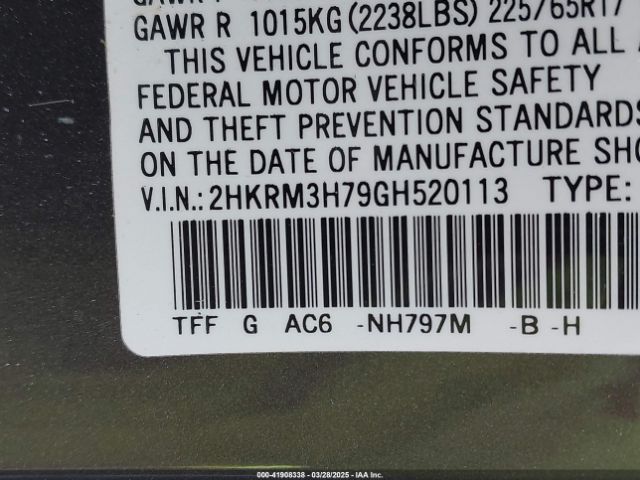 GAWR R 1015KG (2238LBS) 225/65R17
THIS VEHICLE CONFORMS TO ALL
FEDERAL MOTOR VEHICLE SAFETY
AND THEFT PREVENTION STANDARDS
ON THE DATE OF MANUFACTURE SHO
V.I.N.: 2HKRM3H79GH520113 TYPE:
TFF G AC6 -NH797M -B -H
000-41908338 - 03/28/2025 - IAA Inc.